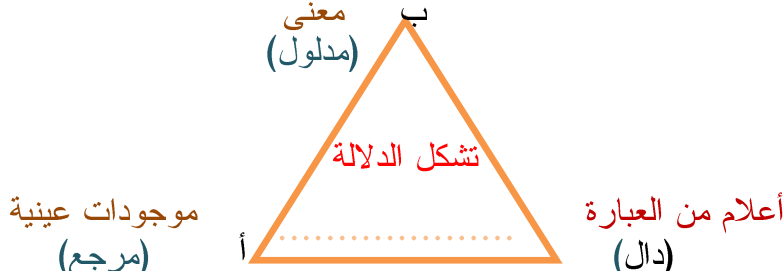 معنى
(مدلول)
ب
تشكل الدلالة
أعلام من العبارة
(دال)
موجودات عينية
(مرجع)
أ